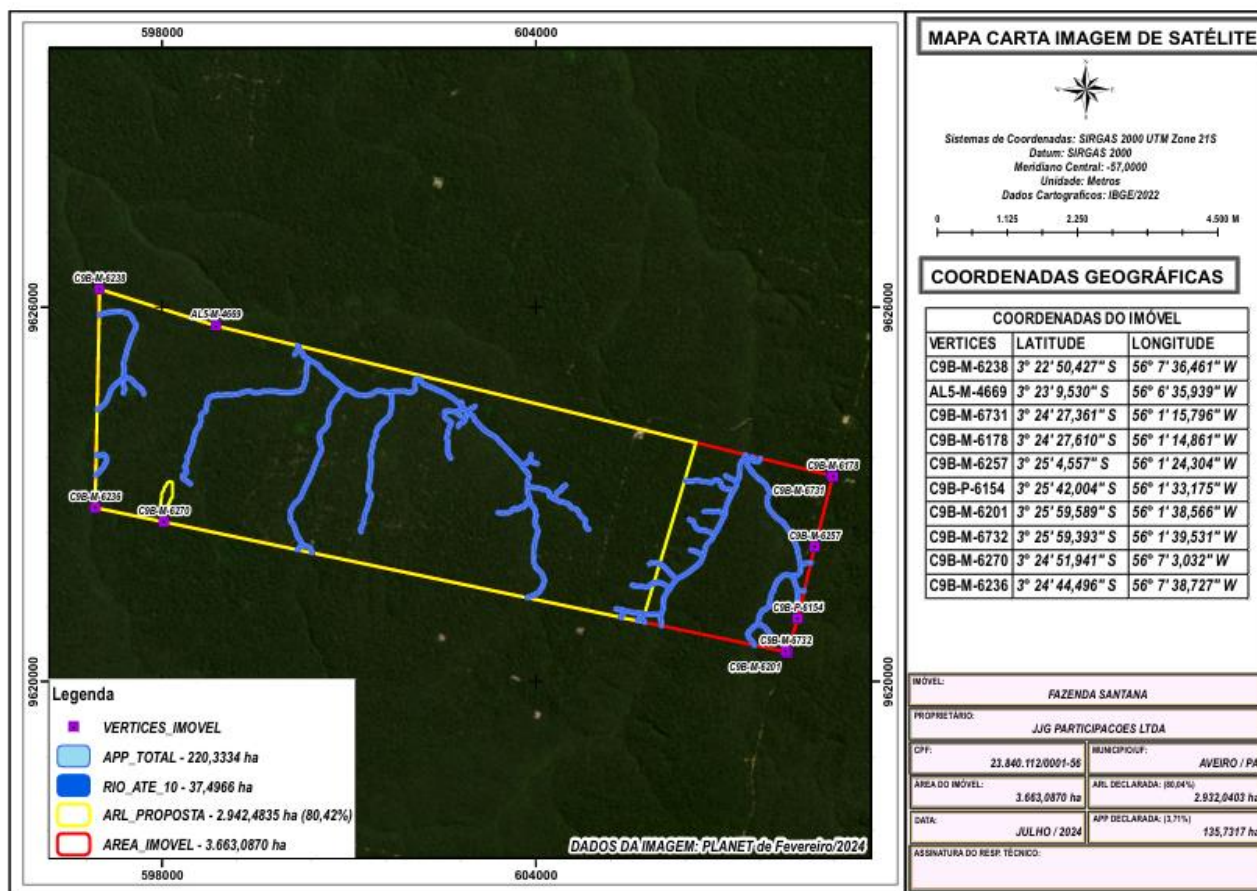 598000
604000
9626000
9626000
9620000
9620000
598000
604000
C9B-M-6238
AL5-M-4669
C9B-M-6236
C9B-M-6270
C9B-M-6178
C9B-M-6731
C9B-M-6257
C9B-P-6154
C9B-M-6732
C9B-M-6201
Legenda
VERTICES_IMOVEL
APP_TOTAL - 220,3334 ha
RIO_ATE_10 - 37,4966 ha
ARL_PROPOSTA - 2.942,4835 ha (80,42%)
AREA_IMOVEL - 3.663,0870 ha
DADOS DA IMAGEM: PLANET de Fevereiro/2024
MAPA CARTA IMAGEM DE SATÉLITE
Sistemas de Coordenadas: SIRGAS 2000 UTM Zone 21S
Datum: SIRGAS 2000
Meridiano Central: -57,0000
Unidade: Metros
Dados Cartograficos: IBGE/2022
0 1.125 2.250 4.500 M
COORDENADAS GEOGRÁFICAS
COORDENADAS DO IMÓVEL
VERTICES LATITUDE LONGITUDE
C9B-M-6238 3° 22' 50,427" S 56° 7' 36,461" W
AL5-M-4669 3° 23' 9,530" S 56° 6' 35,939" W
C9B-M-6731 3° 24' 27,361" S 56° 1' 15,796" W
C9B-M-6178 3° 24' 27,610" S 56° 1' 14,861" W
C9B-M-6257 3° 25' 4,557" S 56° 1' 24,304" W
C9B-P-6154 3° 25' 42,004" S 56° 1' 33,175" W
C9B-M-6201 3° 25' 59,589" S 56° 1' 38,566" W
C9B-M-6732 3° 25' 59,393" S 56° 1' 39,531" W
C9B-M-6270 3° 24' 51,941" S 56° 7' 3,032" W
C9B-M-6236 3° 24' 44,496" S 56° 7' 38,727" W
IMÓVEL:
FAZENDA SANTANA
PROPRIETÁRIO:
JJG PARTICIPACOES LTDA
CPF:
23.840.112/0001-56
MUNICIPIO/UF:
AVEIRO / PA
ÁREA DO IMÓVEL:
3.663,0870 ha
ARL DECLARADA: (80,04%)
2.932,0403 ha
DATA:
JULHO / 2024
APP DECLARADA: (3,71%)
135,7317 ha
ASSINATURA DO RESP. TÉCNICO: